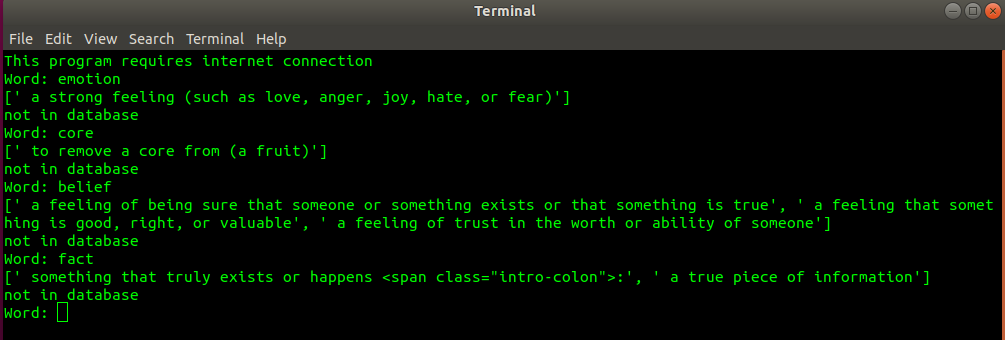 Terminal
File Edit View Search Terminal Help
This program requires internet connection
Word: emotion
[' a strong feeling (such as love, anger, joy, hate, or fear)']
not in database
Word: core
[' to remove a core from (a fruit)']
not in database
Word: belief
[' a feeling of being sure that someone or something exists or that something is true', ' a feeling that somet
hing is good, right, or valuable', ' a feeling of trust in the worth or ability of someone']
not in database
Word: fact
[' something that truly exists or happens <span class="intro-colon">:', ' a true piece of information']
not in database
Word: